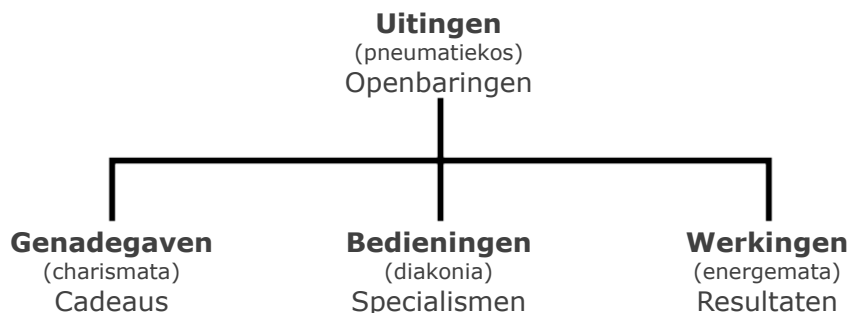 Uitingen
(pneumatiekos)
Openbaringen
Genadegaven
(charismata)
Cadeaus
Bedieningen
(diakonia)
Specialismen
Werkingen
(energemata)
Resultaten